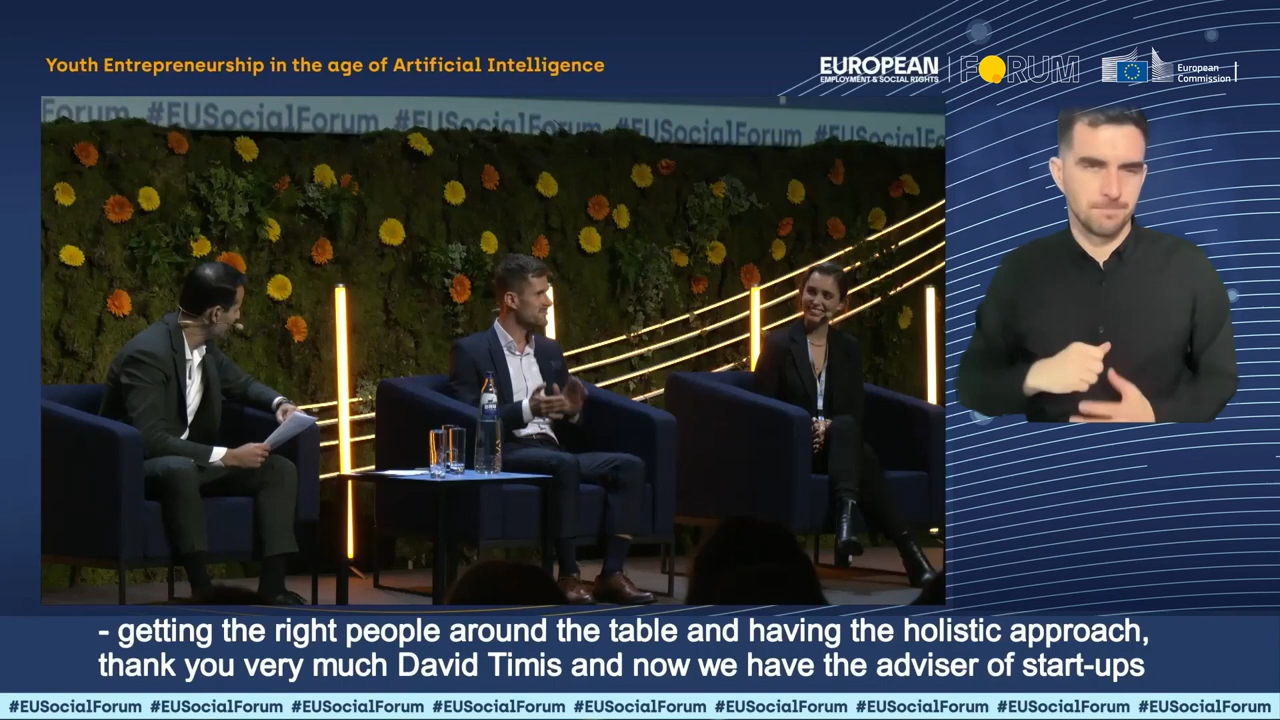 Youth Entrepreneurship in the age of Artificial Intelligence
EUROPEAN
EMPLOYMENT & SOCIAL RIGHTS
FORUM
European
Commission
Forum #EUSocialForum #EUSocialForum #EUSocialForum #EUSocialFo
- getting the right people around the table and having the holistic approach,
thank you very much David Timis and now we have the adviser of start-ups
#EUSocialForum #EUSocialForum #EUSocialForum #EUSocialForum #EUSocialForum #EUSocialForum #EUSocialForum #EUSocialForum #EUSocialForum